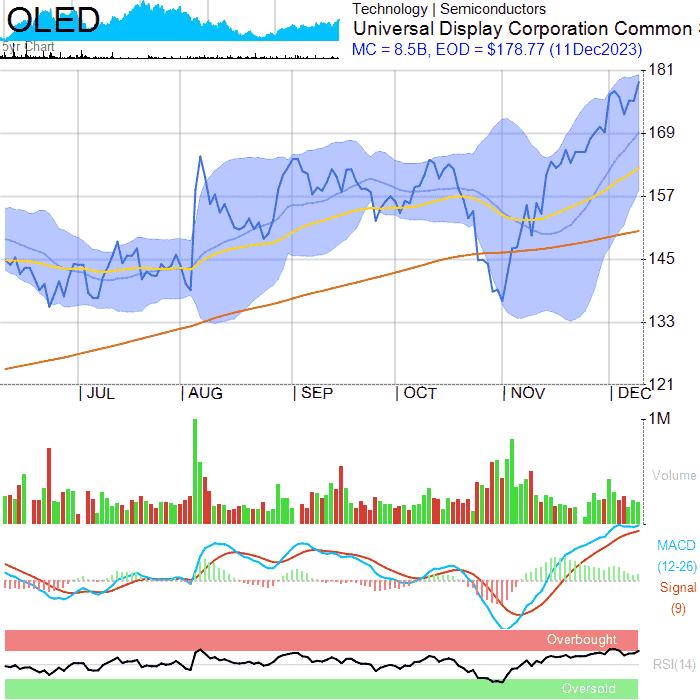 OLED
5yr Chart
Technology | Semiconductors
Universal Display Corporation Common
MC = 8.5B, EOD = $178.77 (11Dec2023)
181
169
157
145
133
121
JUL AUG SEP OCT NOV DEC
1M
Volume
MACD
(12-26)
Signal
(9)
Overbought
RSI(14)
Oversold